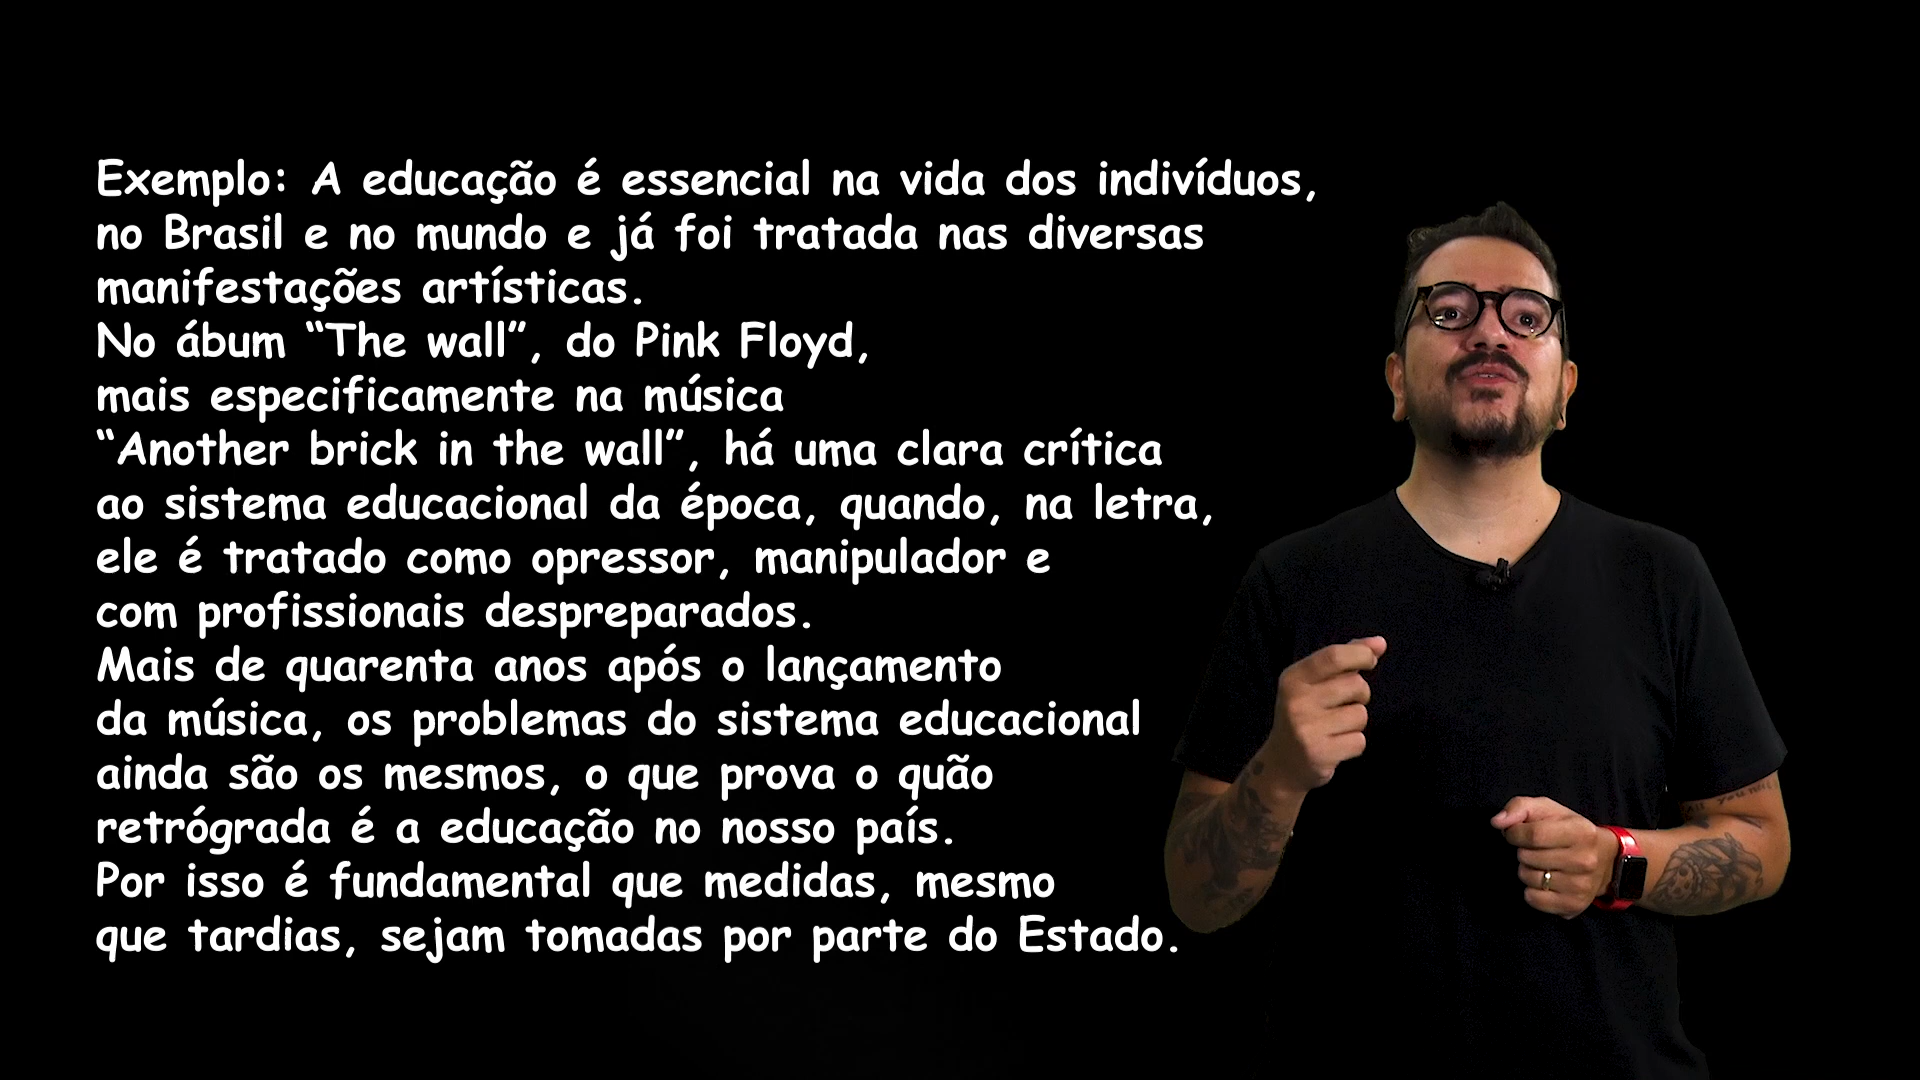 Exemplo: A educação é essencial na vida dos indivíduos,
no Brasil e no mundo e já foi tratada nas diversas
manifestações artísticas.
No ábum “The wall”, do Pink Floyd,
mais especificamente na música
“Another brick in the wall”, há uma clara crítica
ao sistema educacional da época, quando, na letra,
ele é tratado como opressor, manipulador e
com profissionais despreparados.
Mais de quarenta anos após o lançamento
da música, os problemas do sistema educacional
ainda são os mesmos, o que prova o quão
retrógrada é a educação no nosso país.
Por isso é fundamental que medidas, mesmo
que tardias, sejam tomadas por parte do Estado.